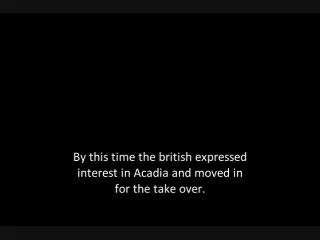 By this time the british expressed
interest in Acadia and moved in
for the take over.